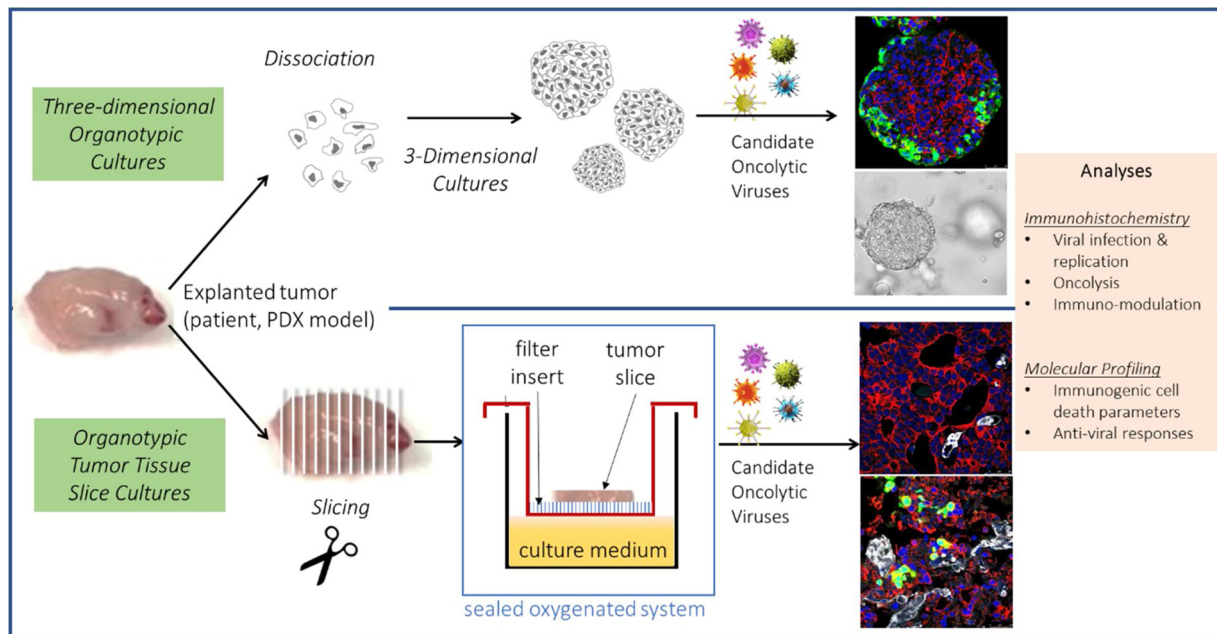 Three-dimensional
Organotypic
Cultures
Dissociation
3-Dimensional
Cultures
Candidate
Oncolytic
Viruses
Explanted tumor
(patient, PDX model)
Organotypic
Tumor Tissue
Slice Cultures
Slicing
filter
insert
tumor
slice
culture medium
sealed oxygenated system
Candidate
Oncolytic
Viruses
Analyses
Immunohistochemistry
• Viral infection &
replication
• Oncolysis
• Immuno-modulation
Molecular Profiling
• Immunogenic cell
death parameters
• Anti-viral responses